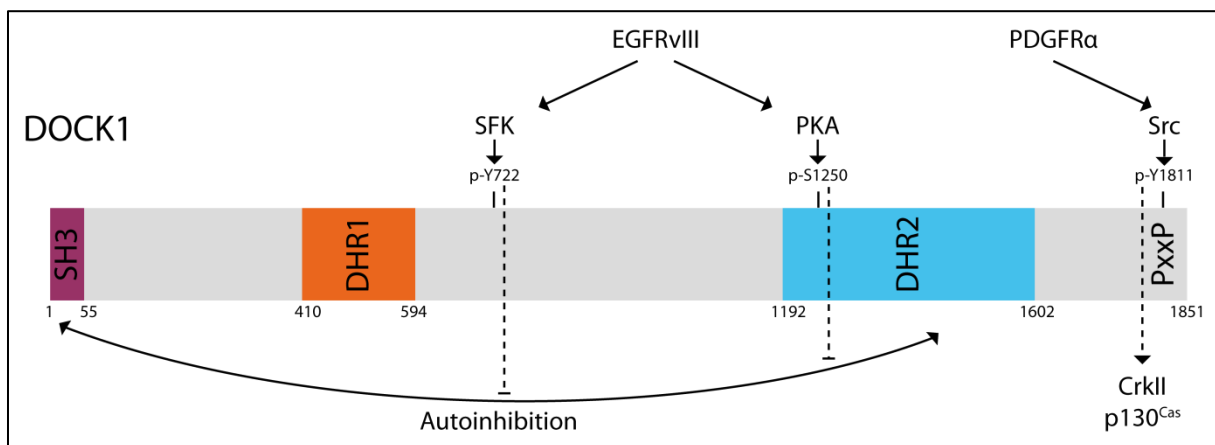 EGFRvIII
PDGFRα
DOCK1
SFK
PKA
Src
p-Y722
p-S1250
p-Y1811
SH3
DHR1
DHR2
PxxP
1
55
410
594
1192
1602
1851
Autoinhibition
CrkII
p130Cas